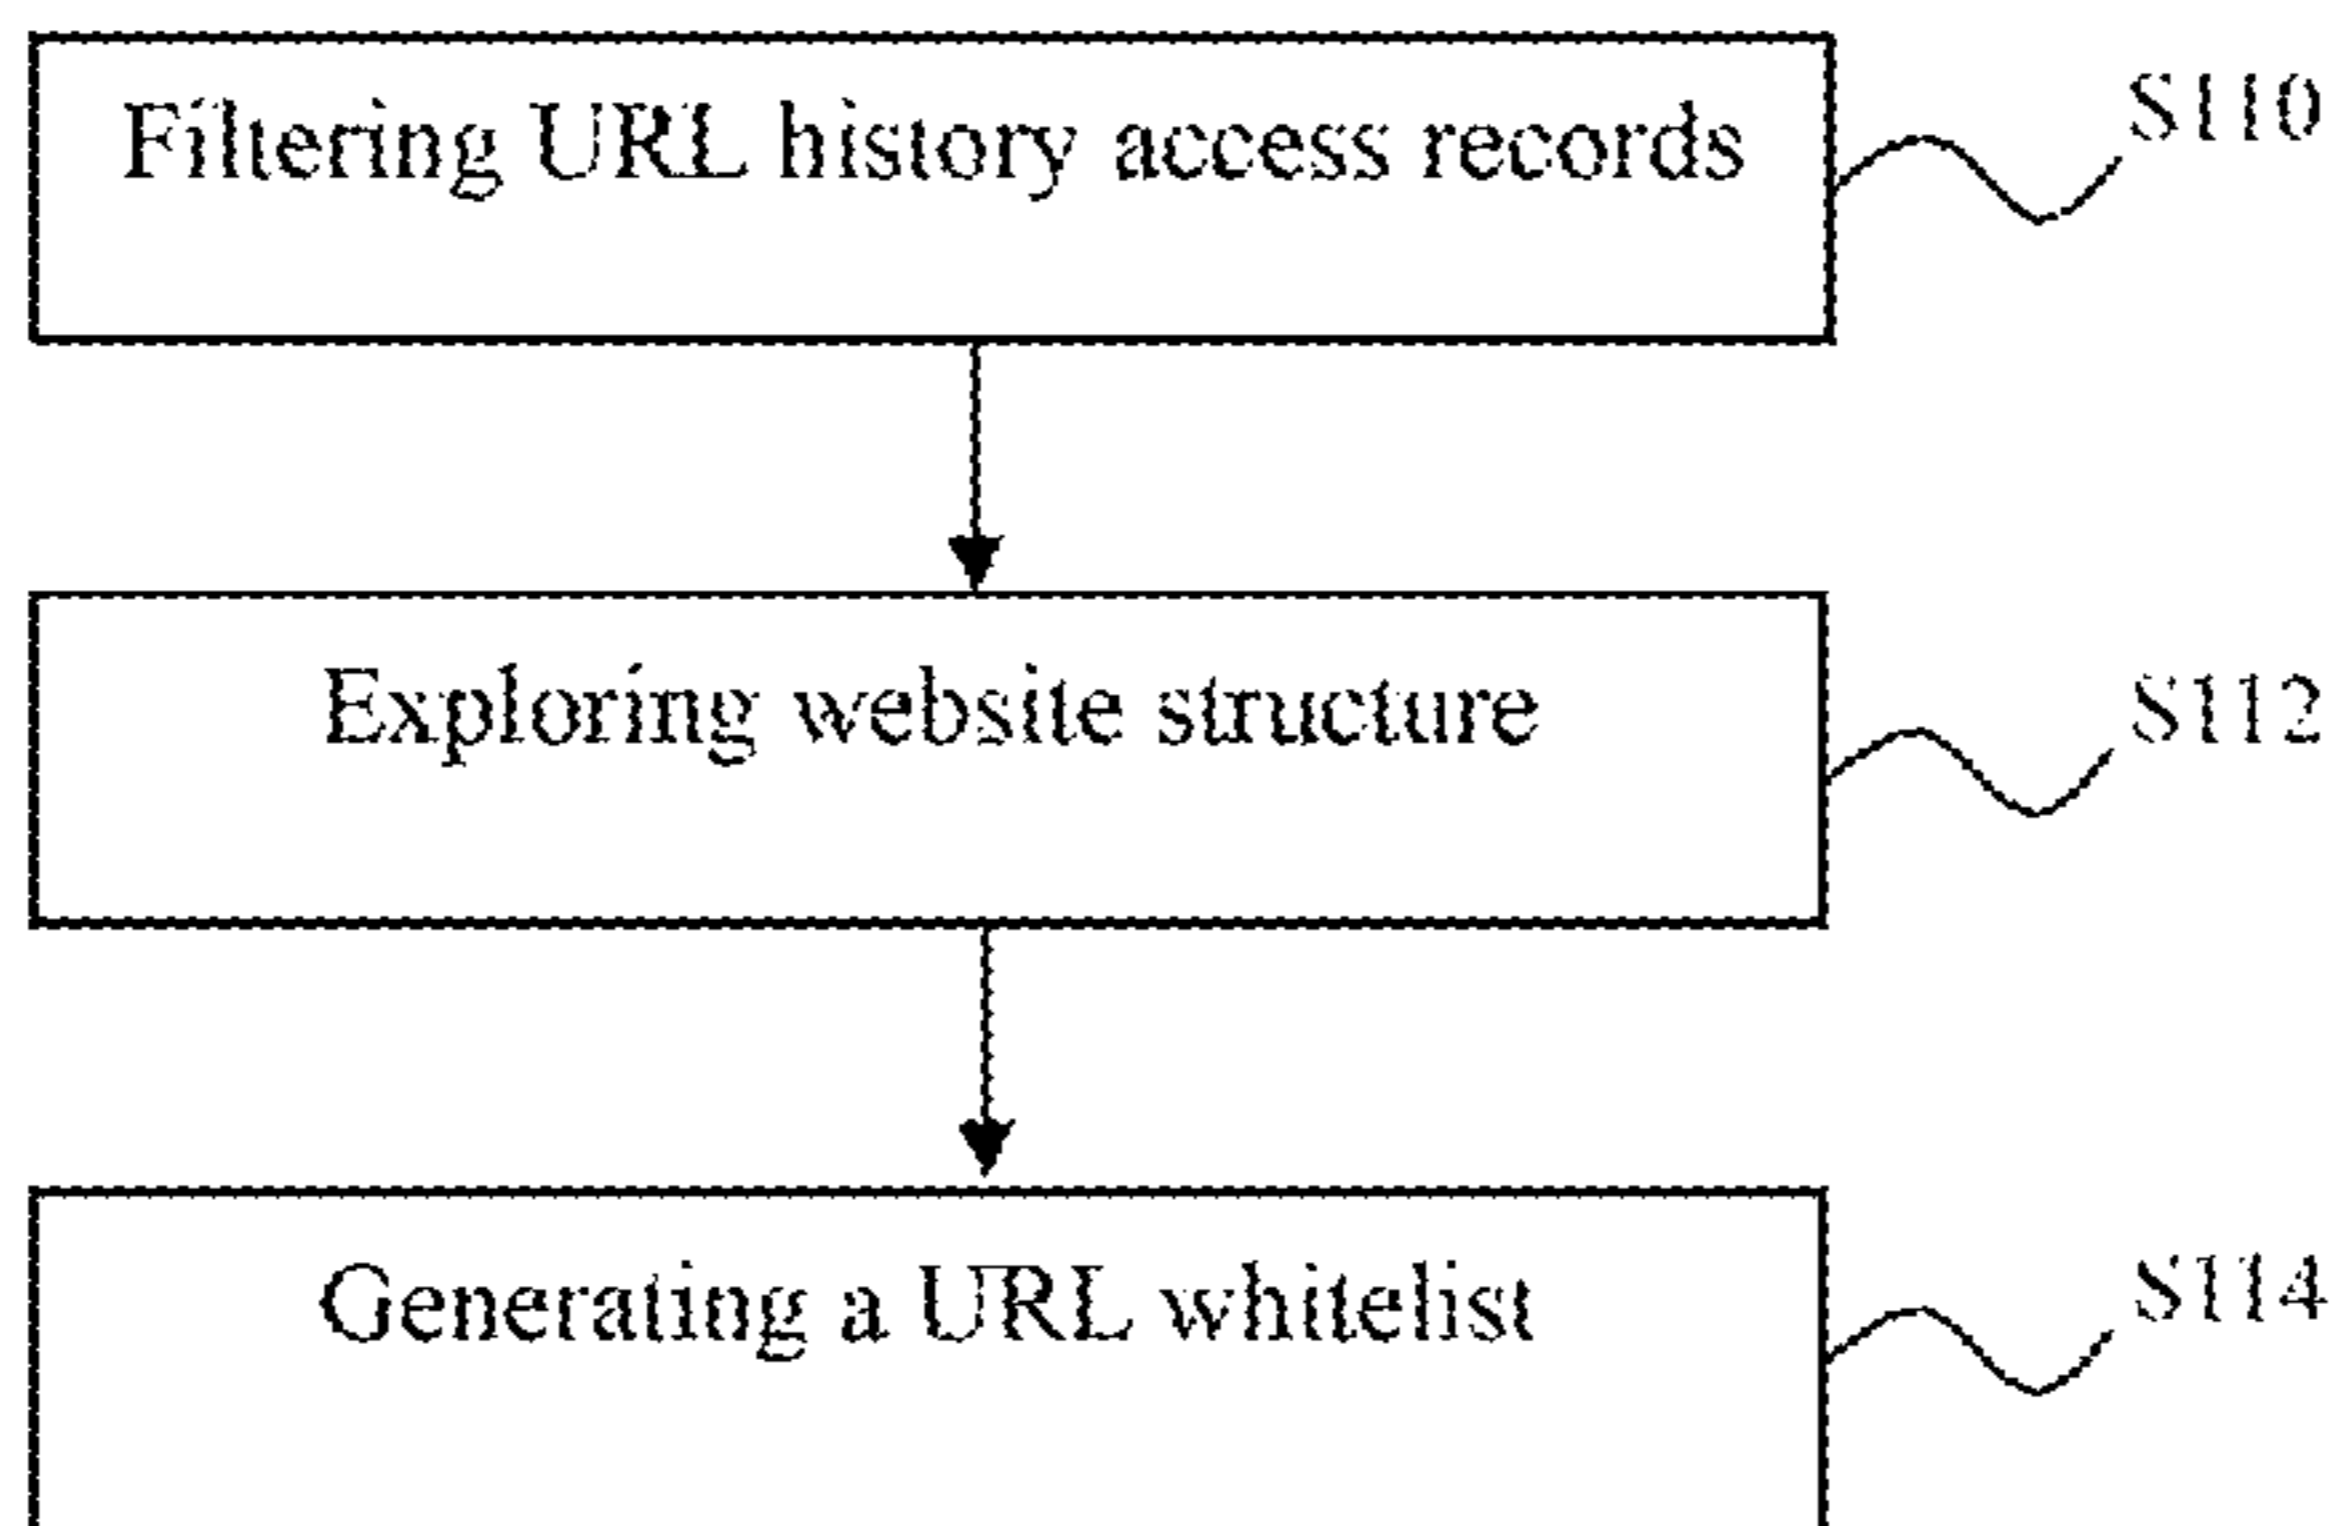 Filtering URL history access records
S110
Exploring website structure
S112
Generating a URL whitelist
S114